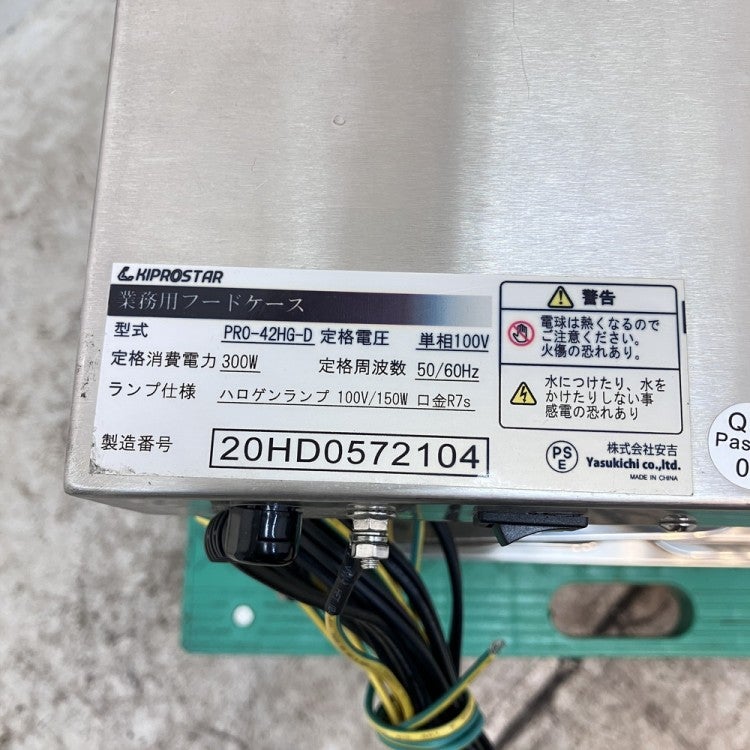 KIPROSTAR
業務用フードケース
型式 PRO-42HG-D 定格電圧 単相100V
定格消費電力 300W 定格周波数 50/60Hz
ランプ仕様 ハロゲンランプ 100V/150W 口金R7s
製造番号 20HD0572104
警告
電球は熱くなるので
ご注意ください。
火傷の恐れあり。
水につけたり、水を
かけたりしない事
感電の恐れあり
PS
E
株式会社安吉
Yasukichi co.,ltd.
MADE IN CHINA
Q
Pas
0